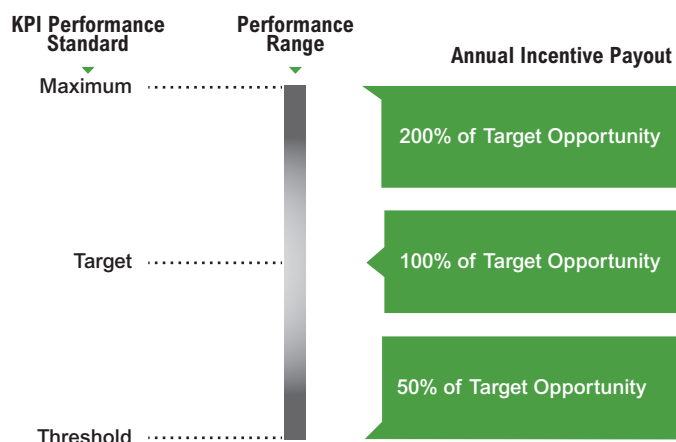 KPI Performance
Standard
Performance
Range
Annual Incentive Payout
Maximum
200% of Target Opportunity
Target
100% of Target Opportunity
50% of Target Opportunity
Threshold